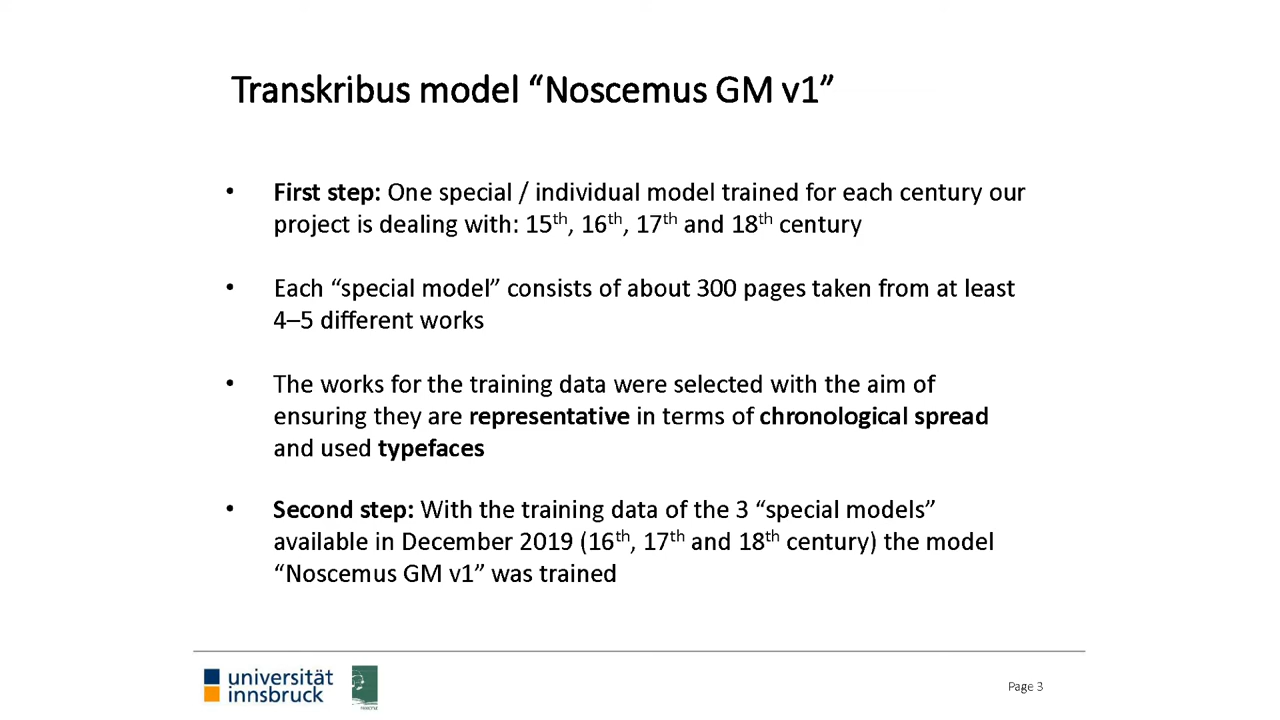 Transkribus model “Noscemus GM v1”
• First step: One special / individual model trained for each century our
project is dealing with: 15th, 16th, 17th and 18th century
• Each “special model” consists of about 300 pages taken from at least
4–5 different works
• The works for the training data were selected with the aim of
ensuring they are representative in terms of chronological spread
and used typefaces
• Second step: With the training data of the 3 “special models”
available in December 2019 (16th, 17th and 18th century) the model
“Noscemus GM v1” was trained
universität
innsbruck
Page 3